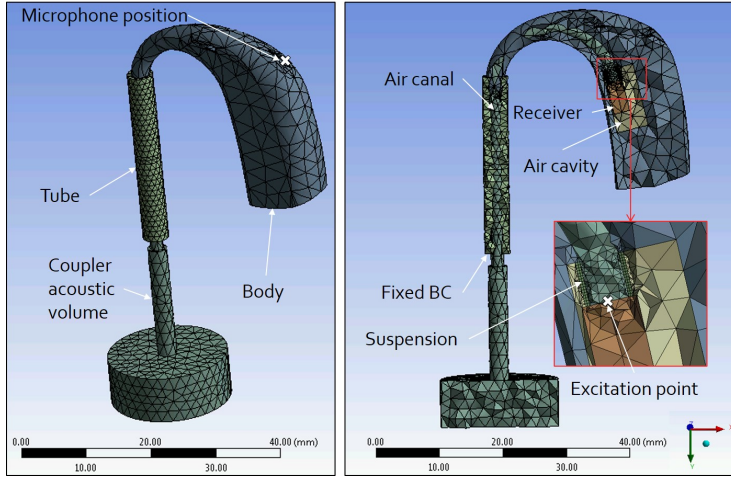 Microphone position
Tube
Coupler
acoustic
volume
Body
0.00
20.00
40.00 (mm)
10.00
30.00
Air canal
Receiver
Air cavity
Fixed BC
Suspension
Excitation point
0.00
20.00
40.00 (mm)
10.00
30.00
Z
X
Y